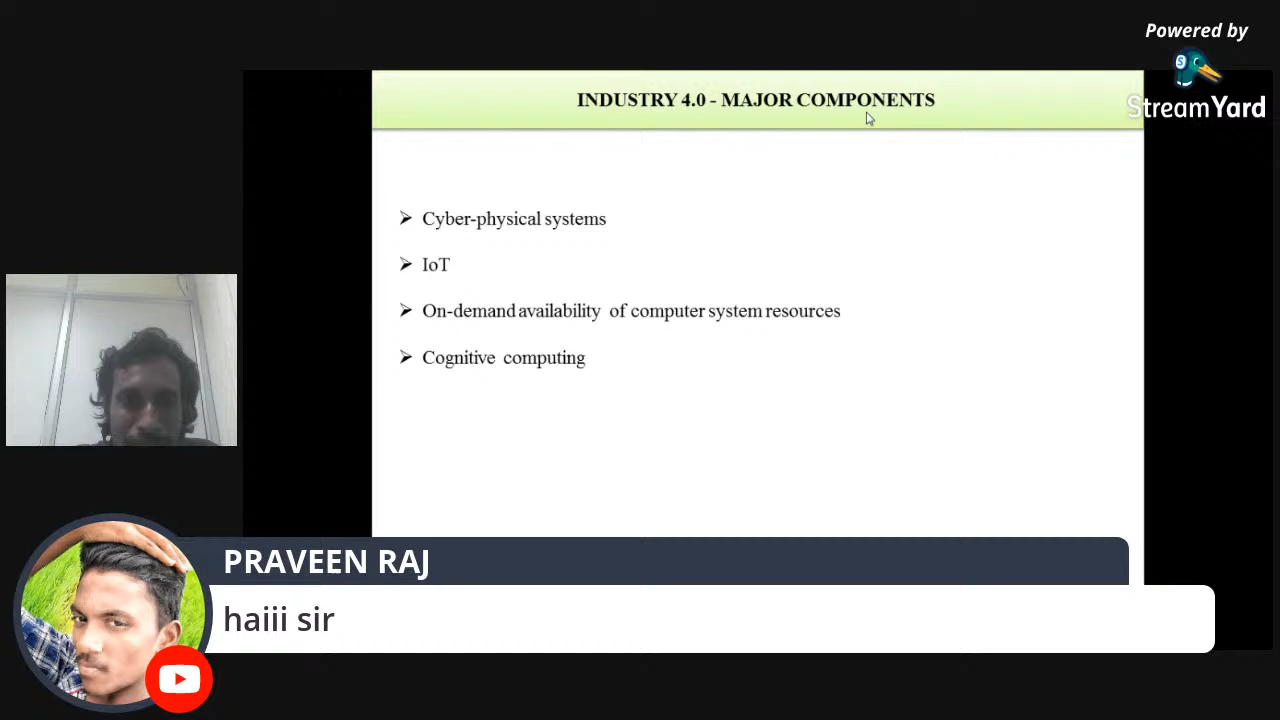 Powered by
StreamYard
INDUSTRY 4.0 - MAJOR COMPONENTS
➢ Cyber-physical systems
➢ IoT
➢ On-demand availability of computer system resources
➢ Cognitive computing
PRAVEEN RAJ
haiii sir